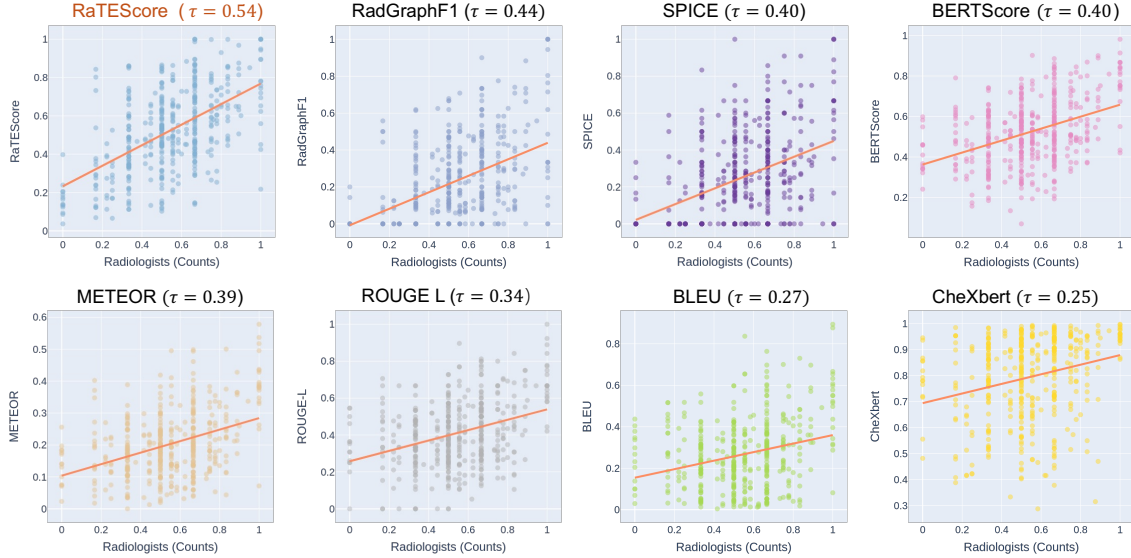 RaTEScore ( τ = 0.54)
RadGraphF1 (τ = 0.44)
SPICE (τ = 0.40)
BERTScore (τ = 0.40)
RaTEScore
1
0.8
0.6
0.4
0.2
0
0 0.2 0.4 0.6 0.8 1
Radiologists (Counts)
RadGraphF1
1
0.8
0.6
0.4
0.2
0
0 0.2 0.4 0.6 0.8 1
Radiologists (Counts)
SPICE
1
0.8
0.6
0.4
0.2
0
0 0.2 0.4 0.6 0.8 1
Radiologists (Counts)
BERTScore
1
0.8
0.6
0.4
0.2
0 0.2 0.4 0.6 0.8 1
Radiologists (Counts)
METEOR (τ = 0.39)
ROUGE L (τ = 0.34)
BLEU (τ = 0.27)
CheXbert (τ = 0.25)
METEOR
0.6
0.5
0.4
0.3
0.2
0.1
0
0 0.2 0.4 0.6 0.8 1
Radiologists (Counts)
ROUGE-L
1
0.8
0.6
0.4
0.2
0
0 0.2 0.4 0.6 0.8 1
Radiologists (Counts)
BLEU
0.8
0.6
0.4
0.2
0
0 0.2 0.4 0.6 0.8 1
Radiologists (Counts)
CheXbert
1
0.9
0.8
0.7
0.6
0.5
0.4
0.3
0 0.2 0.4 0.6 0.8 1
Radiologists (Counts)